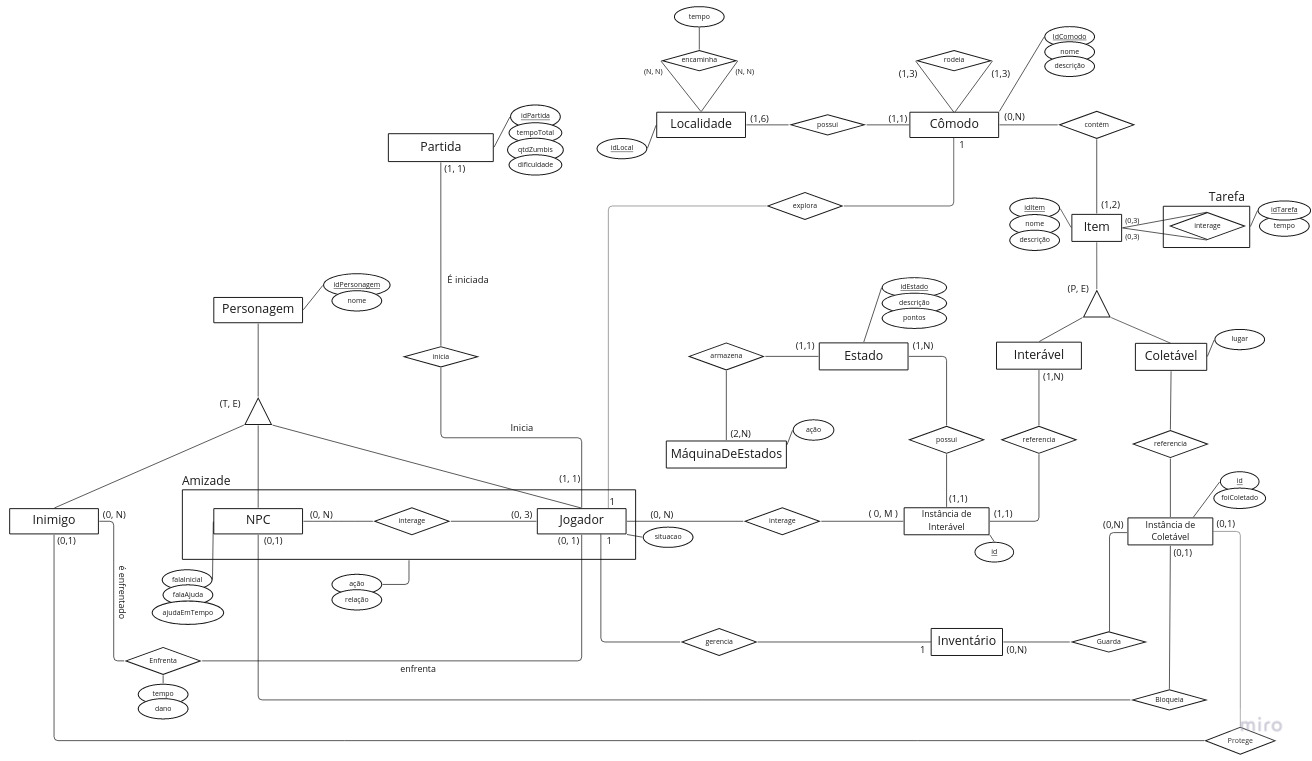 tempo
encaminha
(N, N)
(N, N)
Localidade
(1,6)
possui
(1,1)
idLocal
rodeia
(1,3)
(1,3)
Cômodo
idComodo
nome
descrição
(0,N)
contém
1
explora
Partida
idPartida
tempoTotal
qtdZumbis
dificuldade
(1, 1)
É iniciada
inicia
Inicia
(1, 1)
(1,2)
Item
idItem
nome
descrição
(0,3)
(0,3)
Tarefa
interage
idTarefa
tempo
(P, E)
Personagem
idPersonagem
nome
(T, E)
idEstado
descrição
pontos
armazena
(1,1)
Estado
(1,N)
Interável
Coletável
lugar
(1,N)
(2,N)
MáquinaDeEstados
ação
possui
referencia
referencia
(1,1)
Amizade
Inimigo
(0, N)
(0,1)
é enfrentado
NPC
(0, N)
(0,1)
interage
(0, 3)
Jogador
1
(0, N)
(0, 1)
1
situacao
interage
( 0, M )
Instância de
Interável
(1,1)
id
id
foiColetado
(0,N)
Instância de
Coletável
(0,1)
(0,1)
falaInicial
falaAjuda
ajudaEmTempo
ação
relação
gerencia
1
Inventário
(0,N)
Guarda
Enfrenta
enfrenta
tempo
dano
Bloqueia
Protege
miro